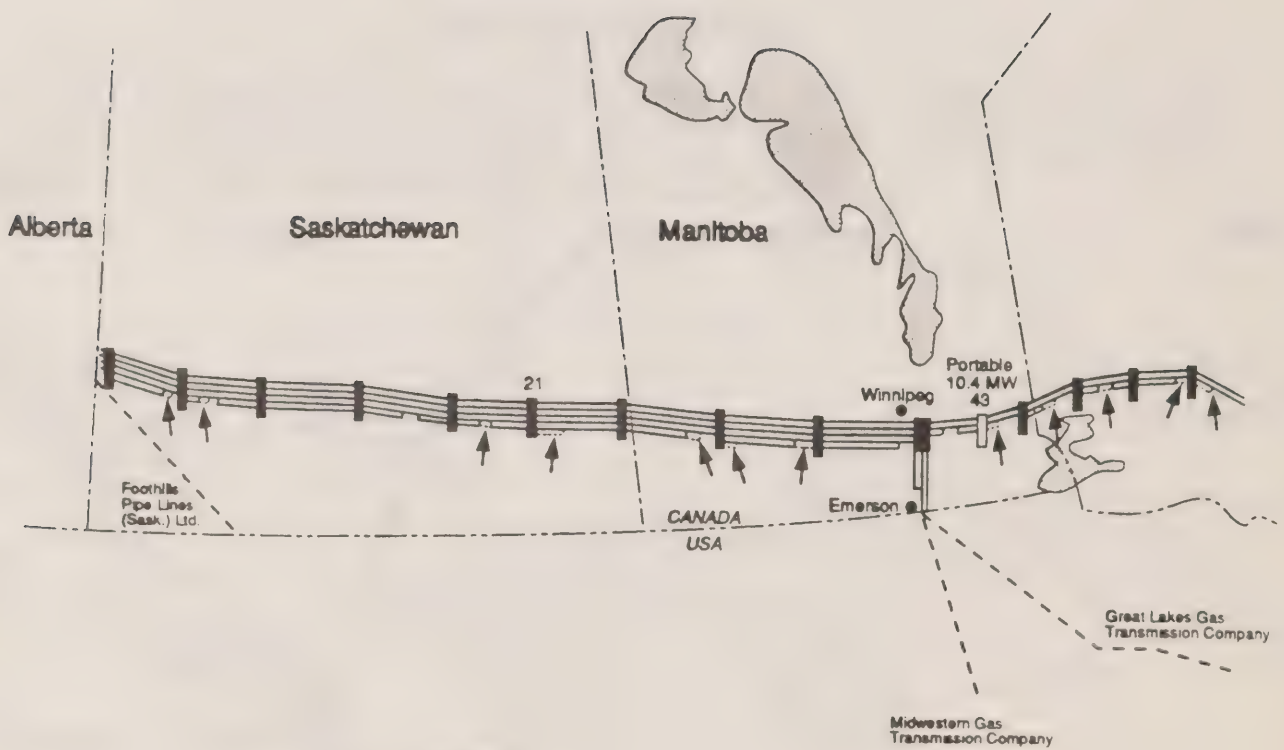 Alberta
Saskatchewan
Manitoba
21
Winnipeg
Portable
10.4 MW
43
Foothills
Pipe Lines
(Sask.) Ltd.
Emerson
CANADA
USA
Great Lakes Gas
Transmission Company
Midwestern Gas
Transmission Company